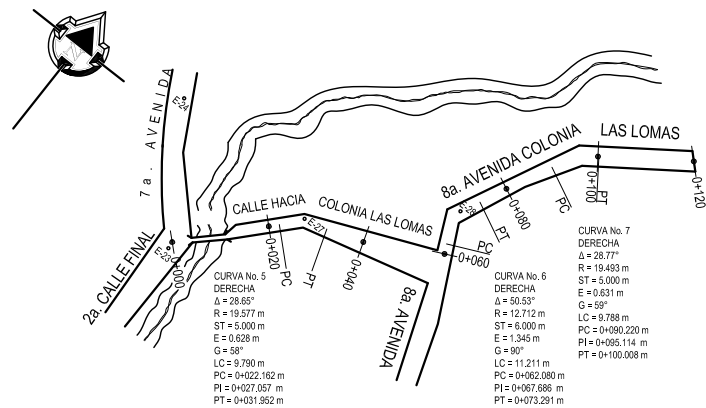 7a. AVENIDA
E-24
2a. CALLE FINAL
E-23
0+000
CALLE HACIA
0+020
PC
E-27
PT
COLONIA LAS LOMAS
0+040
8a. AVENIDA
8a. AVENIDA COLONIA
LAS LOMAS
E-28
PC
0+060
PT
0+080
PC
0+100
PT
0+120
CURVA No. 5
DERECHA
Δ = 28.65°
R = 19.577 m
ST = 5.000 m
E = 0.628 m
G = 58°
LC = 9.790 m
PC = 0+022.162 m
PI = 0+027.057 m
PT = 0+031.952 m
CURVA No. 6
DERECHA
Δ = 50.53°
R = 12.712 m
ST = 6.000 m
E = 1.345 m
G = 90°
LC = 11.211 m
PC = 0+062.080 m
PI = 0+067.686 m
PT = 0+073.291 m
CURVA No. 7
DERECHA
Δ = 28.77°
R = 19.493 m
ST = 5.000 m
E = 0.631 m
G = 59°
LC = 9.788 m
PC = 0+090.220 m
PI = 0+095.114 m
PT = 0+100.008 m